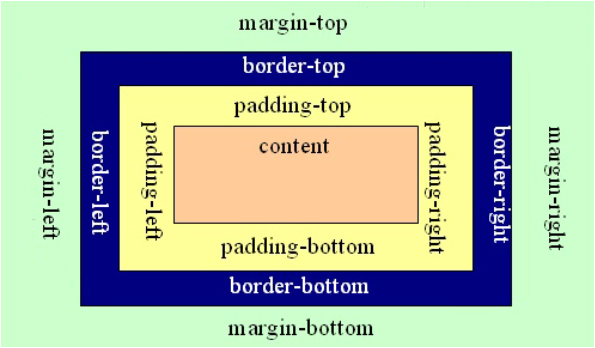 margin-top
border-top
padding-top
content
margin-left
border-left
padding-left
padding-right
border-right
margin-right
padding-bottom
border-bottom
margin-bottom